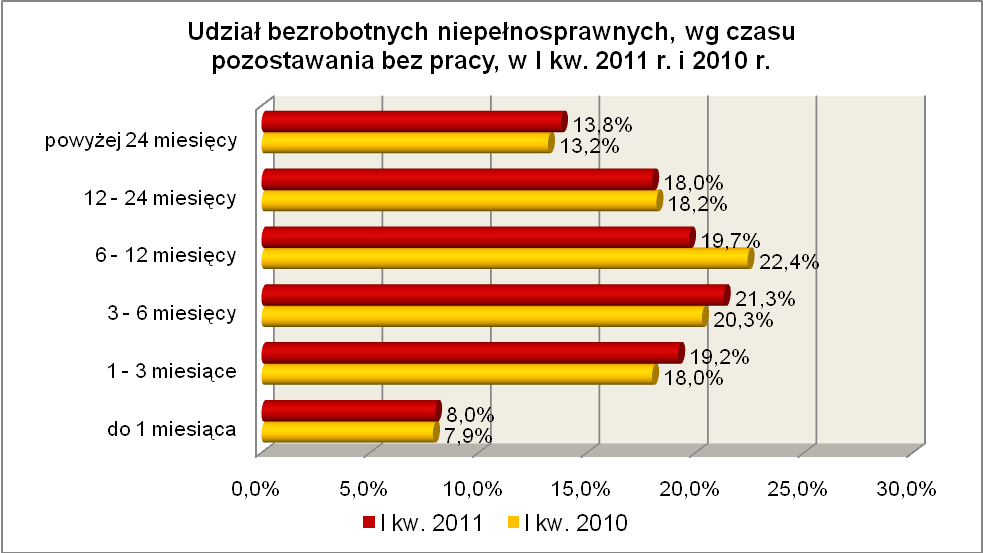 Udział bezrobotnych niepełnosprawnych, wg czasu
pozostawania bez pracy, w I kw. 2011 r. i 2010 r.
powyżej 24 miesięcy
13,8%
13,2%
12 - 24 miesięcy
18,0%
18,2%
6 - 12 miesięcy
19,7%
22,4%
3 - 6 miesięcy
21,3%
20,3%
1 - 3 miesiące
19,2%
18,0%
do 1 miesiąca
8,0%
7,9%
0,0% 5,0% 10,0% 15,0% 20,0% 25,0% 30,0%
I kw. 2011 I kw. 2010